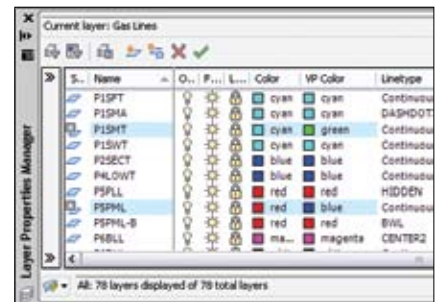 Current layer: Gas Lines
S.. Name O.. F... L... Color VP Color Linetype
P1SFT cyan cyan Continuou
P1SMA cyan cyan DASHDOT
P1SMT cyan green Continuou
P1SWT cyan cyan Continuou
P2SECT blue blue Continuou
P4LOWT blue blue Continuou
P5PLL red red HIDDEN
P5PML red blue Continuou
P5PML-B red red BWL
P6BLL ma... magenta CENTER2
Layer Properties Manager
All: 78 layers displayed of 78 total layers